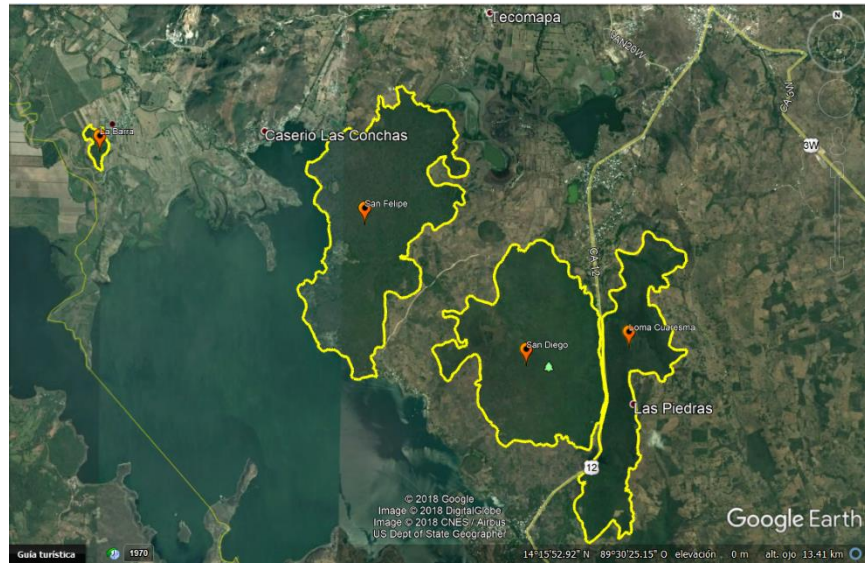 Tecomapa
CA-5W
3W
La Barra
Caserio Las Conchas
San Felipe
CA-12
Loma Cuaresma
San Diego
Las Piedras
12
© 2018 Google
Image © 2018 DigitalGlobe
Image © 2018 CNES / Airbus
US Dept of State Geographer
Google Earth
Guía turística
1970
14°15'52.92" N 89°30'25.15" O elevación 0 m alt. ojo 13.41 km